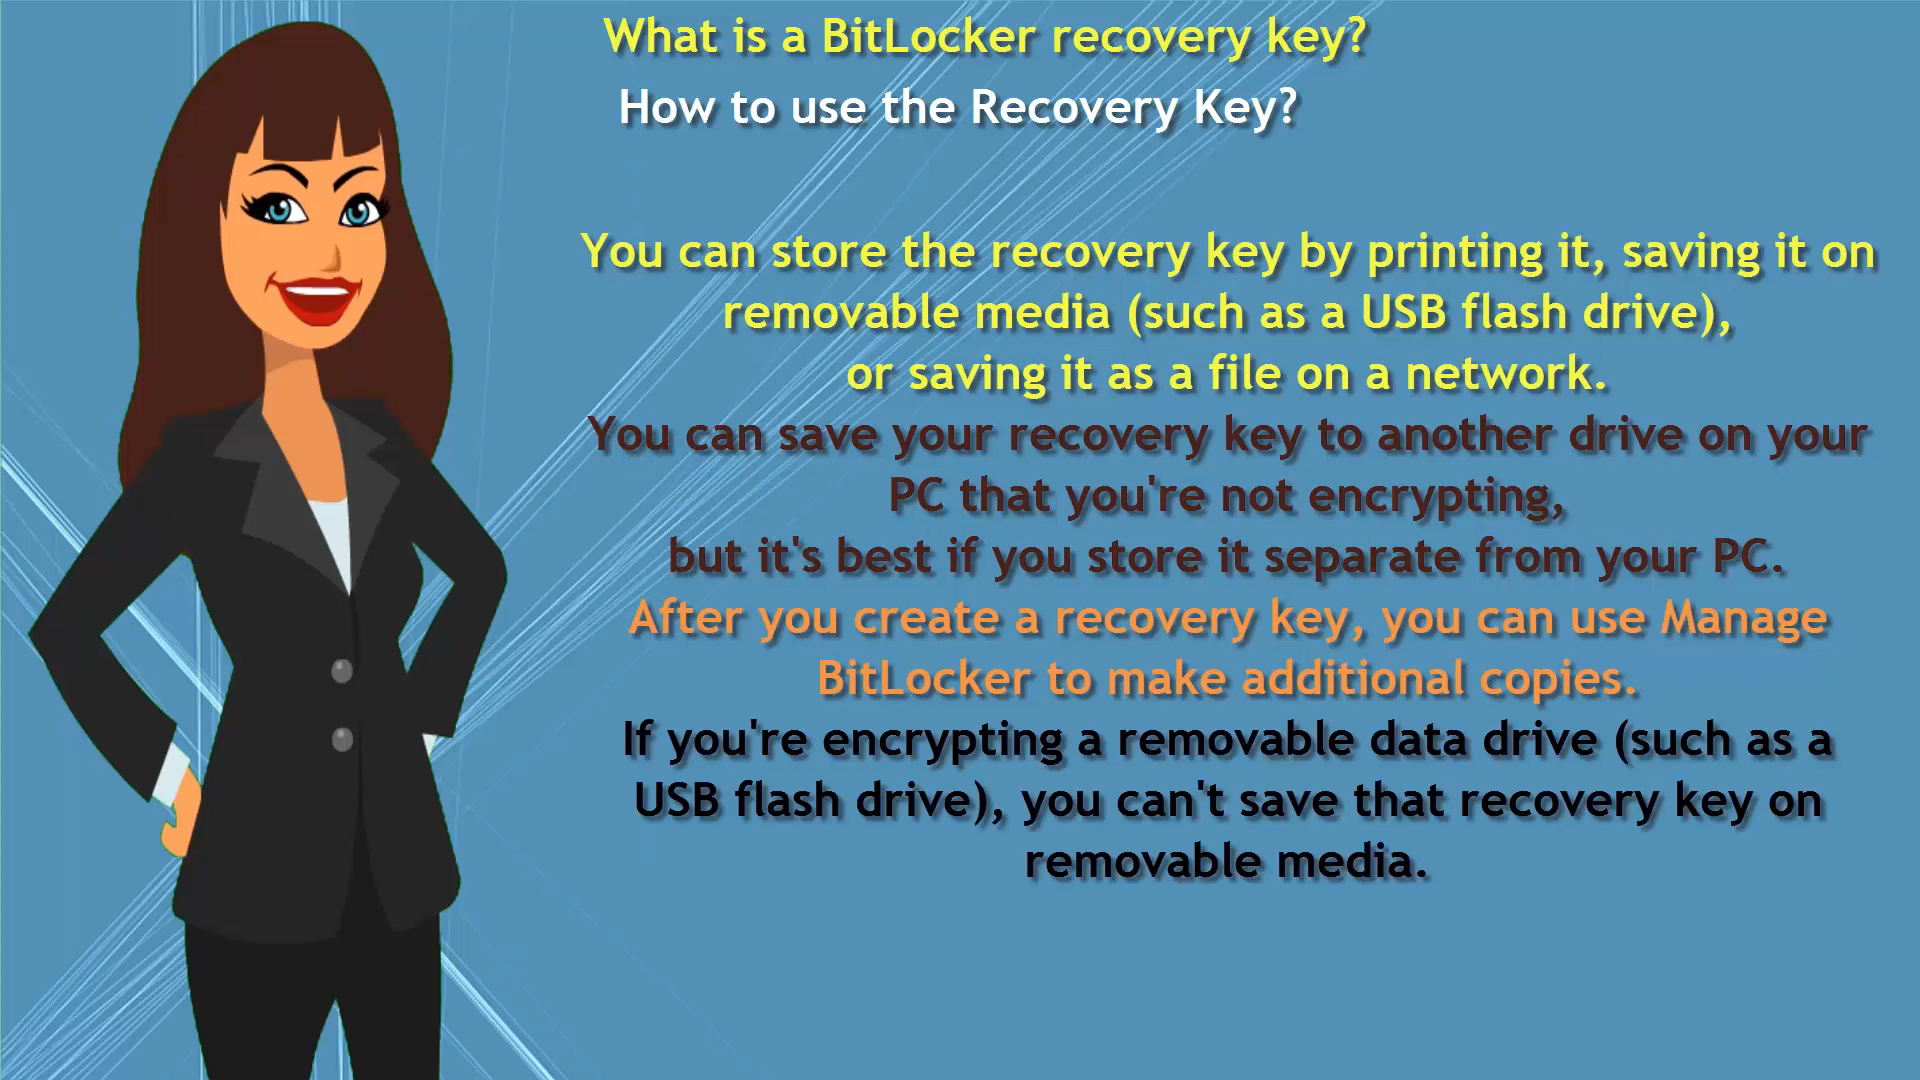 What is a BitLocker recovery key?
How to use the Recovery Key?
You can store the recovery key by printing it, saving it on
removable media (such as a USB flash drive),
or saving it as a file on a network.
You can save your recovery key to another drive on your
PC that you're not encrypting,
but it's best if you store it separate from your PC.
After you create a recovery key, you can use Manage
BitLocker to make additional copies.
If you're encrypting a removable data drive (such as a
USB flash drive), you can't save that recovery key on
removable media.